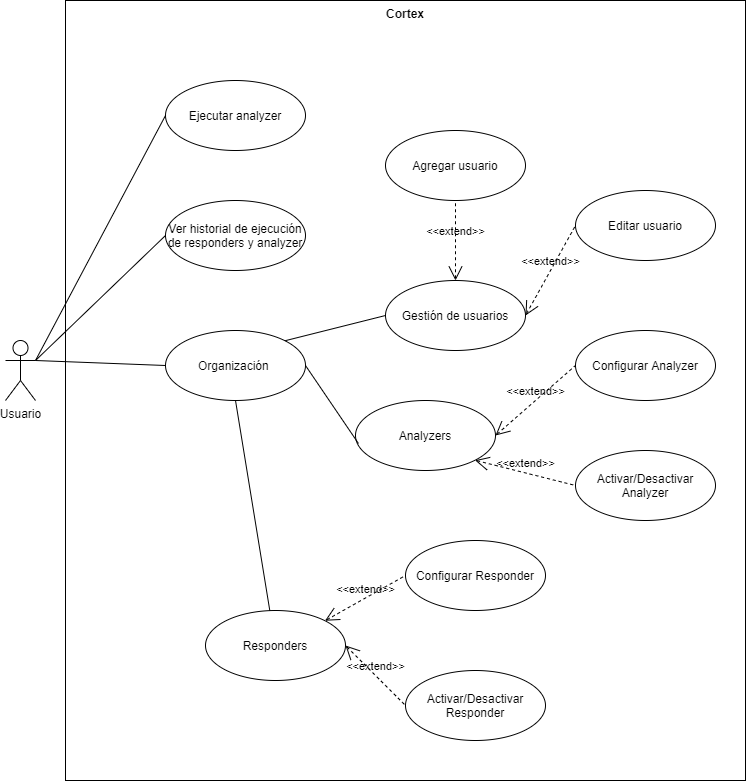 Cortex
Ejecutar analyzer
Agregar usuario
<<extend>>
Editar usuario
<<extend>>
Ver historial de ejecución
de responders y analyzer
Gestión de usuarios
Organización
Usuario
Configurar Analyzer
<<extend>>
Analyzers
<<extend>>
Activar/Desactivar
Analyzer
Configurar Responder
<<extend>>
Responders
<<extend>>
Activar/Desactivar
Responder